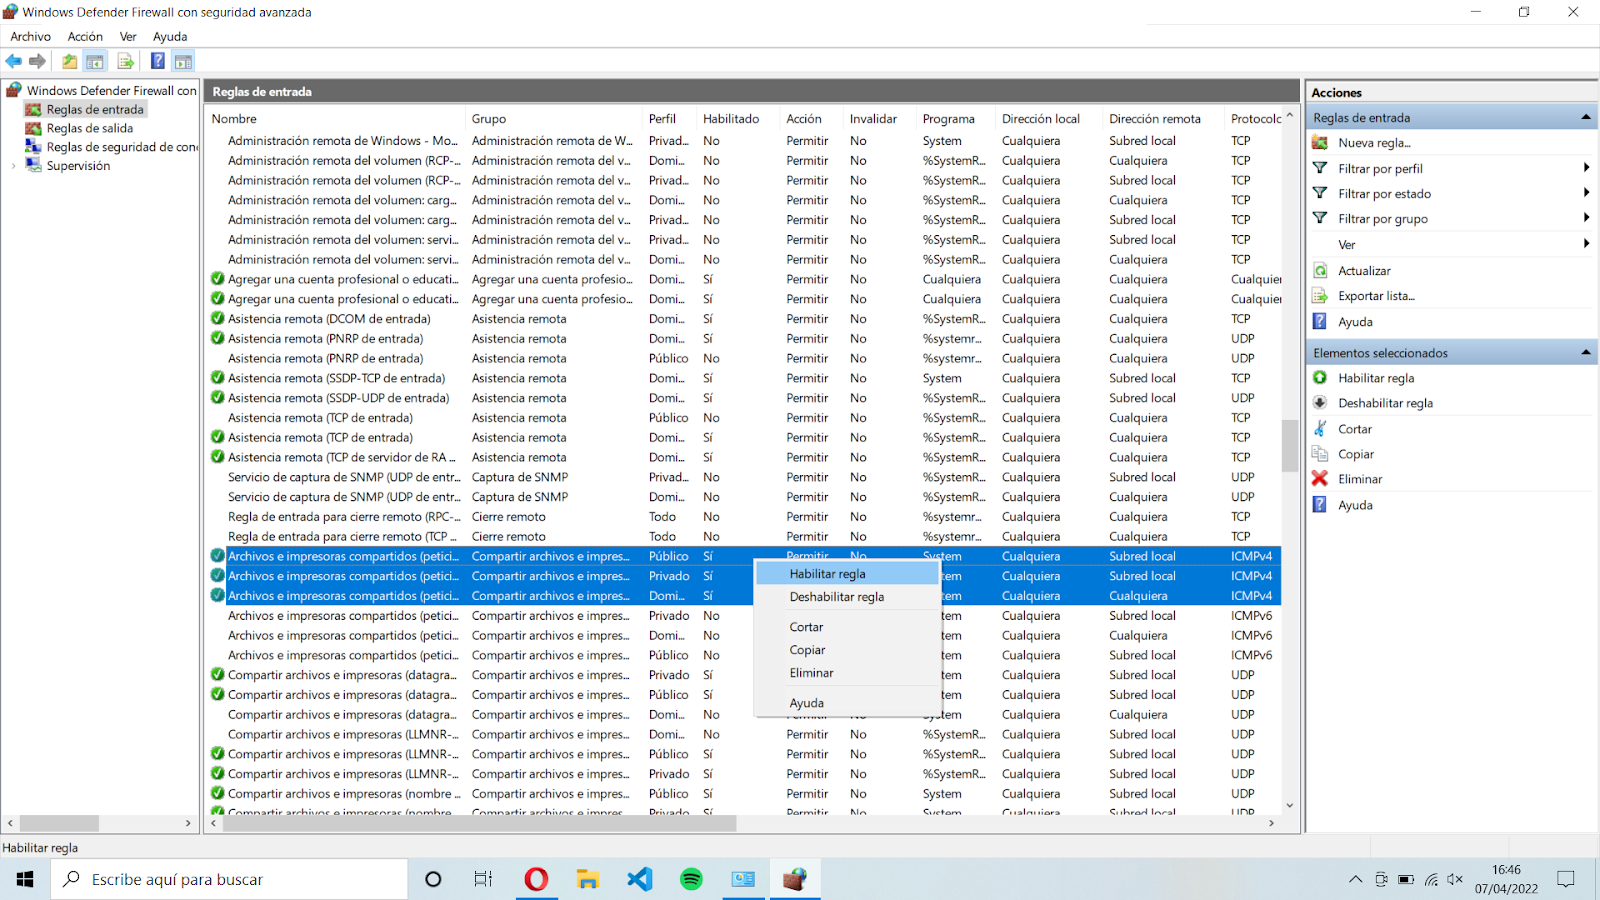 Windows Defender Firewall con seguridad avanzada
Archivo Acción Ver Ayuda
Windows Defender Firewall con
Reglas de entrada
Reglas de salida
Reglas de seguridad de con
Supervisión
Reglas de entrada
Nombre Grupo Perfil Habilitado Acción Invalidar Programa Dirección local Dirección remota Protocolo
Administración remota de Windows - Mo... Administración remota de W... Privad... No Permitir No System Cualquiera Subred local TCP
Administración remota del volumen (RCP-... Administración remota del v... Domi... No Permitir No %SystemR... Cualquiera Cualquiera TCP
Administración remota del volumen (RCP-... Administración remota del v... Privad... No Permitir No %SystemR... Cualquiera Subred local TCP
Administración remota del volumen: carg... Administración remota del v... Domi... No Permitir No %SystemR... Cualquiera Cualquiera TCP
Administración remota del volumen: carg... Administración remota del v... Privad... No Permitir No %SystemR... Cualquiera Subred local TCP
Administración remota del volumen: servi... Administración remota del v... Privad... No Permitir No %SystemR... Cualquiera Subred local TCP
Administración remota del volumen: servi... Administración remota del v... Domi... No Permitir No %SystemR... Cualquiera Cualquiera TCP
Agregar una cuenta profesional o educati... Agregar una cuenta profesio... Domi... Sí Permitir No Cualquiera Cualquiera Cualquiera Cualquier
Agregar una cuenta profesional o educati... Agregar una cuenta profesio... Domi... Sí Permitir No Cualquiera Cualquiera Cualquiera Cualquier
Asistencia remota (DCOM de entrada) Asistencia remota Domi... Sí Permitir No %SystemR... Cualquiera Cualquiera TCP
Asistencia remota (PNRP de entrada) Asistencia remota Domi... Sí Permitir No %systemr... Cualquiera Cualquiera UDP
Asistencia remota (PNRP de entrada) Asistencia remota Público No Permitir No %systemr... Cualquiera Cualquiera UDP
Asistencia remota (SSDP-TCP de entrada) Asistencia remota Domi... Sí Permitir No System Cualquiera Subred local TCP
Asistencia remota (SSDP-UDP de entrada) Asistencia remota Domi... Sí Permitir No %SystemR... Cualquiera Subred local UDP
Asistencia remota (TCP de entrada) Asistencia remota Público No Permitir No %SystemR... Cualquiera Cualquiera TCP
Asistencia remota (TCP de entrada) Asistencia remota Domi... Sí Permitir No %SystemR... Cualquiera Cualquiera TCP
Asistencia remota (TCP de servidor de RA ... Asistencia remota Domi... Sí Permitir No %SystemR... Cualquiera Cualquiera TCP
Servicio de captura de SNMP (UDP de entr... Captura de SNMP Privad... No Permitir No %SystemR... Cualquiera Subred local UDP
Servicio de captura de SNMP (UDP de entr... Captura de SNMP Domi... No Permitir No %SystemR... Cualquiera Cualquiera UDP
Regla de entrada para cierre remoto (RPC-... Cierre remoto Todo No Permitir No %systemr... Cualquiera Cualquiera TCP
Regla de entrada para cierre remoto (TCP ... Cierre remoto Todo No Permitir No %systemr... Cualquiera Cualquiera TCP
Archivos e impresoras compartidos (petici... Compartir archivos e impres... Público Sí Permitir No System Cualquiera Subred local ICMPv4
Archivos e impresoras compartidos (petici... Compartir archivos e impres... Privado Sí tem Cualquiera Subred local ICMPv4
Archivos e impresoras compartidos (petici... Compartir archivos e impres... Domi... Sí tem Cualquiera Cualquiera ICMPv4
Archivos e impresoras compartidos (petici... Compartir archivos e impres... Privado No tem Cualquiera Subred local ICMPv6
Archivos e impresoras compartidos (petici... Compartir archivos e impres... Domi... No tem Cualquiera Cualquiera ICMPv6
Archivos e impresoras compartidos (petici... Compartir archivos e impres... Público No tem Cualquiera Subred local ICMPv6
Compartir archivos e impresoras (datagra... Compartir archivos e impres... Privado Sí tem Cualquiera Subred local UDP
Compartir archivos e impresoras (datagra... Compartir archivos e impres... Público Sí tem Cualquiera Subred local UDP
Compartir archivos e impresoras (datagra... Compartir archivos e impres... Domi... No Permitir No System Cualquiera Cualquiera UDP
Compartir archivos e impresoras (LLMNR-... Compartir archivos e impres... Domi... No Permitir No %SystemR... Cualquiera Subred local UDP
Compartir archivos e impresoras (LLMNR-... Compartir archivos e impres... Público Sí Permitir No %SystemR... Cualquiera Subred local UDP
Compartir archivos e impresoras (LLMNR-... Compartir archivos e impres... Privado Sí Permitir No %SystemR... Cualquiera Subred local UDP
Compartir archivos e impresoras (nombre ... Compartir archivos e impres... Público Sí Permitir No System Cualquiera Subred local UDP
Compartir archivos e impresoras (nombre ... Compartir archivos e impres... Privado Sí Permitir No System Cualquiera Subred local UDP
Habilitar regla
Deshabilitar regla
Cortar
Copiar
Eliminar
Ayuda
Acciones
Reglas de entrada
Nueva regla...
Filtrar por perfil
Filtrar por estado
Filtrar por grupo
Ver
Actualizar
Exportar lista...
Ayuda
Elementos seleccionados
Habilitar regla
Deshabilitar regla
Cortar
Copiar
Eliminar
Ayuda
Habilitar regla
Escribe aquí para buscar
16:46
07/04/2022